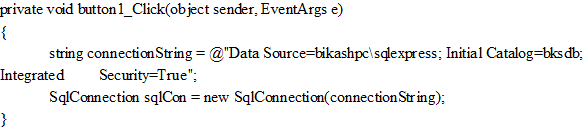 private void button1_Click(object sender, EventArgs e)
{
string connectionString = @"Data Source=bikashpc\sqlexpress; Initial Catalog=bksdb;
Integrated Security=True";
SqlConnection sqlCon = new SqlConnection(connectionString);
}